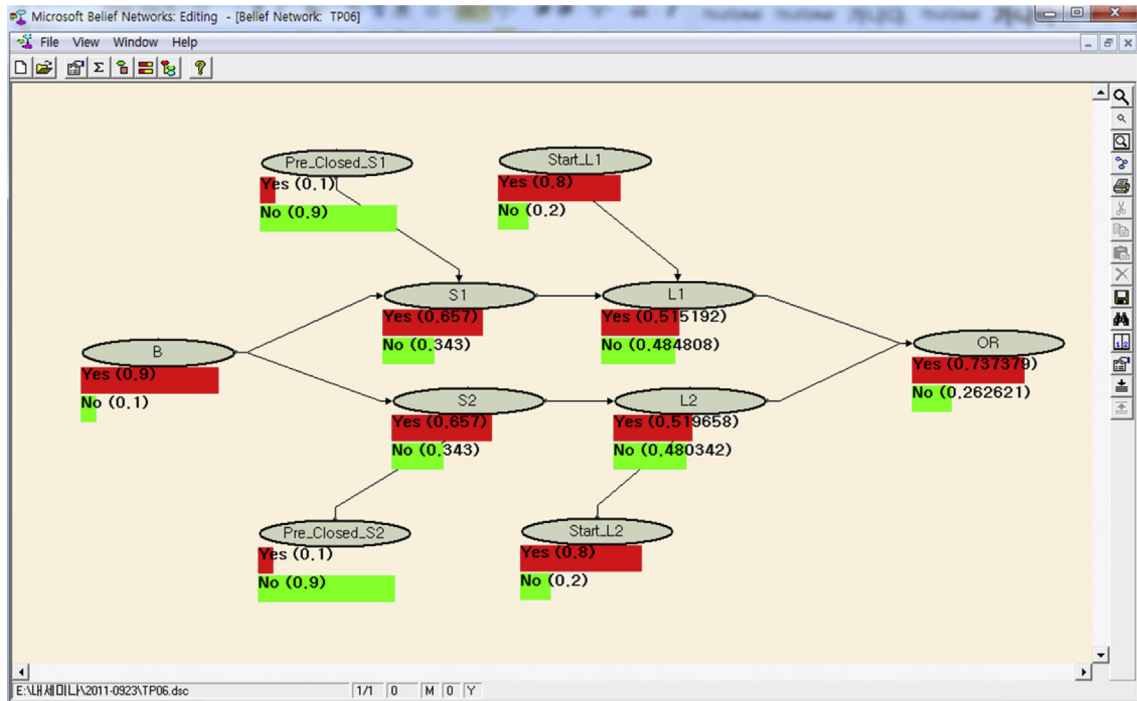 Microsoft Belief Networks: Editing - [Belief Network: TP06]
File View Window Help
Pre_Closed_S1
Yes (0.1)
No (0.9)
Start_L1
Yes (0.8)
No (0.2)
S1
Yes (0.657)
No (0.343)
L1
Yes (0.515192)
No (0.484808)
B
Yes (0.9)
No (0.1)
OR
Yes (0.737379)
No (0.262621)
S2
Yes (0.657)
No (0.343)
L2
Yes (0.519658)
No (0.480342)
Pre_Closed_S2
Yes (0.1)
No (0.9)
Start_L2
Yes (0.8)
No (0.2)
E:\내세미나\2011-0923\TP06.dsc
1/1 0 M 0 Y